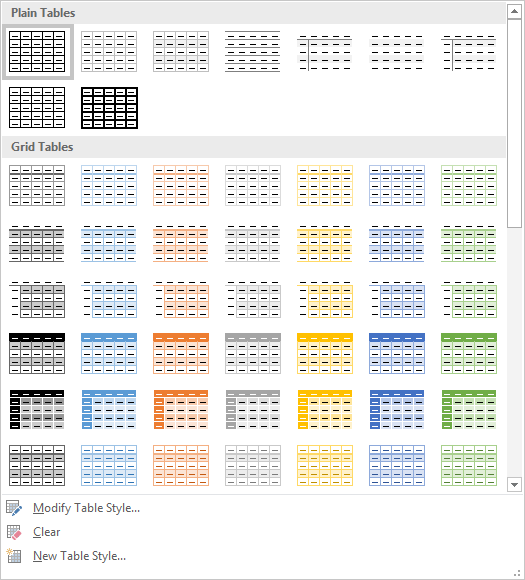 Plain Tables
Grid Tables
Modify Table Style...
Clear
New Table Style...